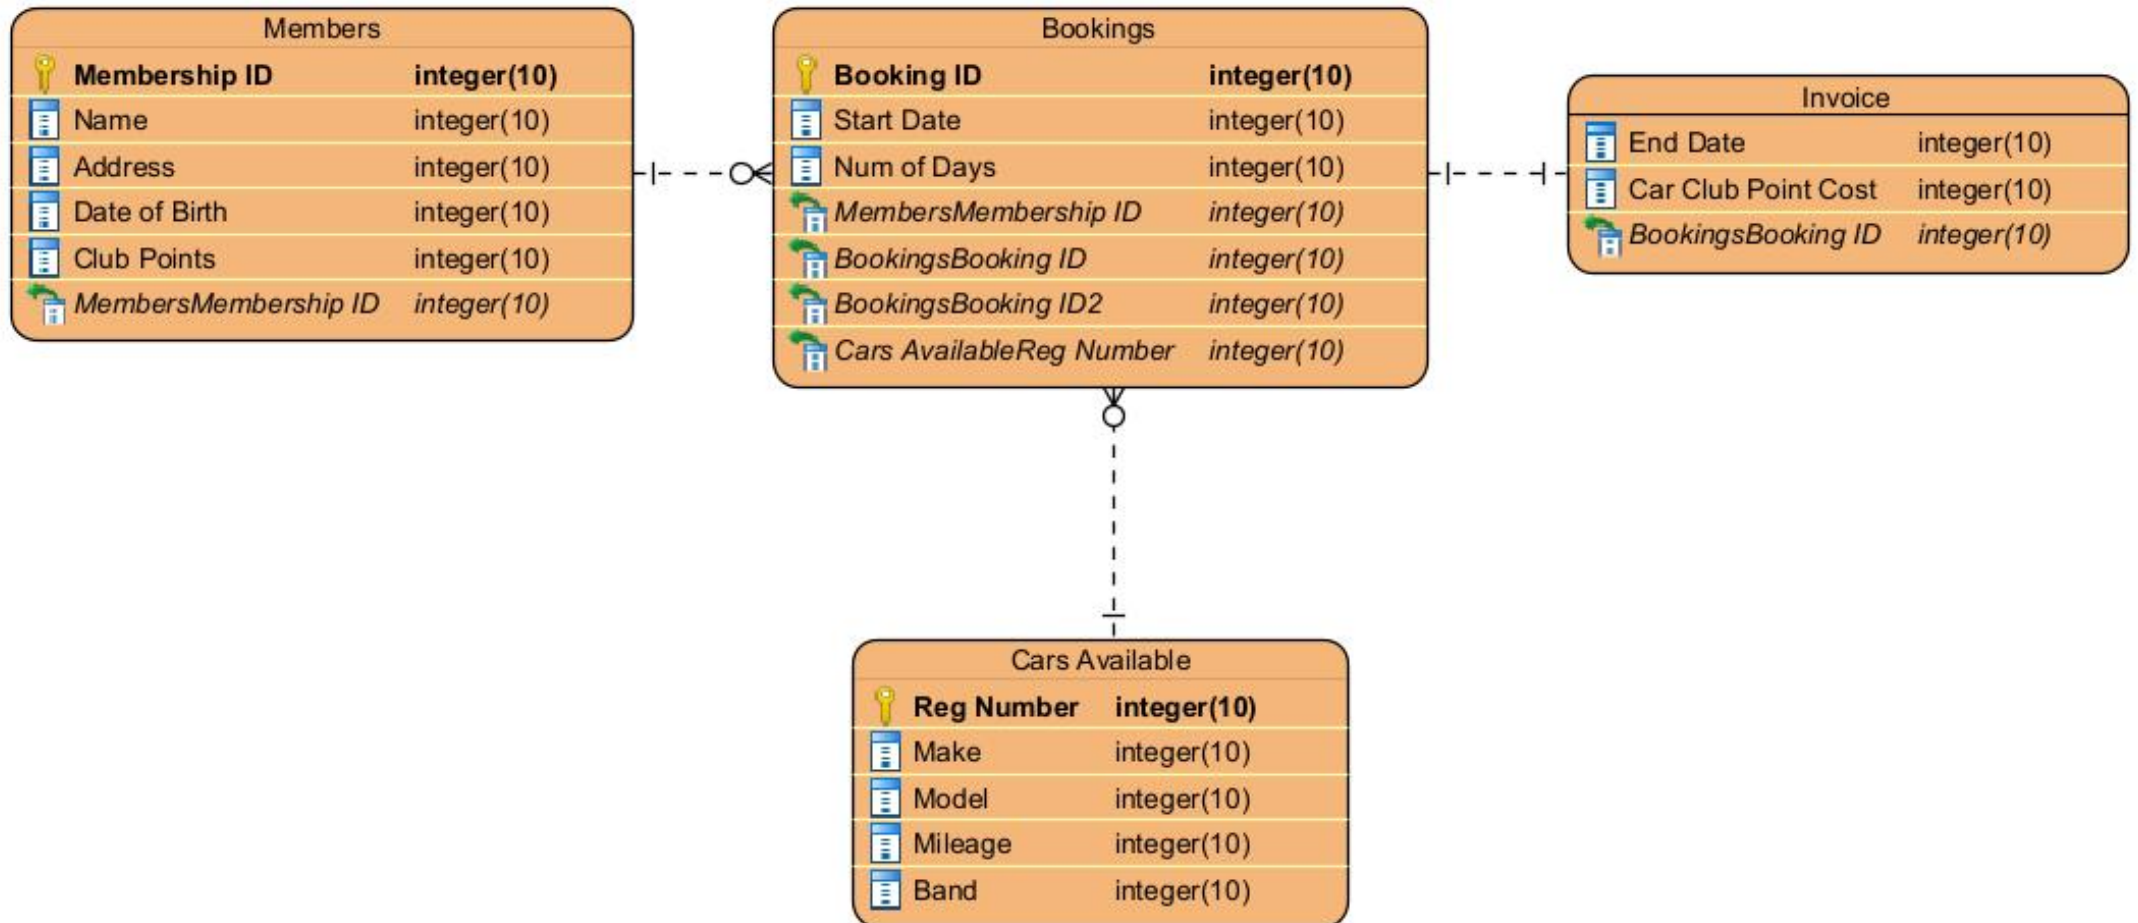 Members
Membership ID integer(10)
Name integer(10)
Address integer(10)
Date of Birth integer(10)
Club Points integer(10)
MembersMembership ID integer(10)
Bookings
Booking ID integer(10)
Start Date integer(10)
Num of Days integer(10)
MembersMembership ID integer(10)
BookingsBooking ID integer(10)
BookingsBooking ID2 integer(10)
Cars AvailableReg Number integer(10)
Invoice
End Date integer(10)
Car Club Point Cost integer(10)
BookingsBooking ID integer(10)
Cars Available
Reg Number integer(10)
Make integer(10)
Model integer(10)
Mileage integer(10)
Band integer(10)